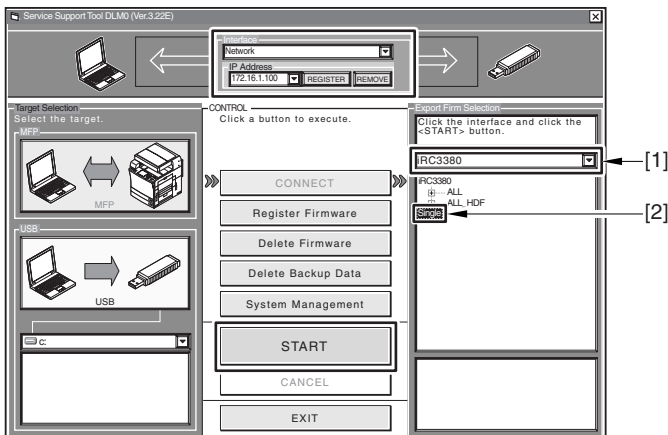 Service Support Tool DLM0 (Ver.3.22E)
Interface
Network
IP Address
172.16.1.100
REGISTER
REMOVE
Target Selection
Select the target.
MFP
MFP
USB
USB
C:
CONTROL
Click a button to execute.
CONNECT
Register Firmware
Delete Firmware
Delete Backup Data
System Management
START
CANCEL
EXIT
Export Firm Selection
Click the interface and click the
<START> button.
iRC3380
iRC3380
ALL
ALL_HDF
Single
[1]
[2]